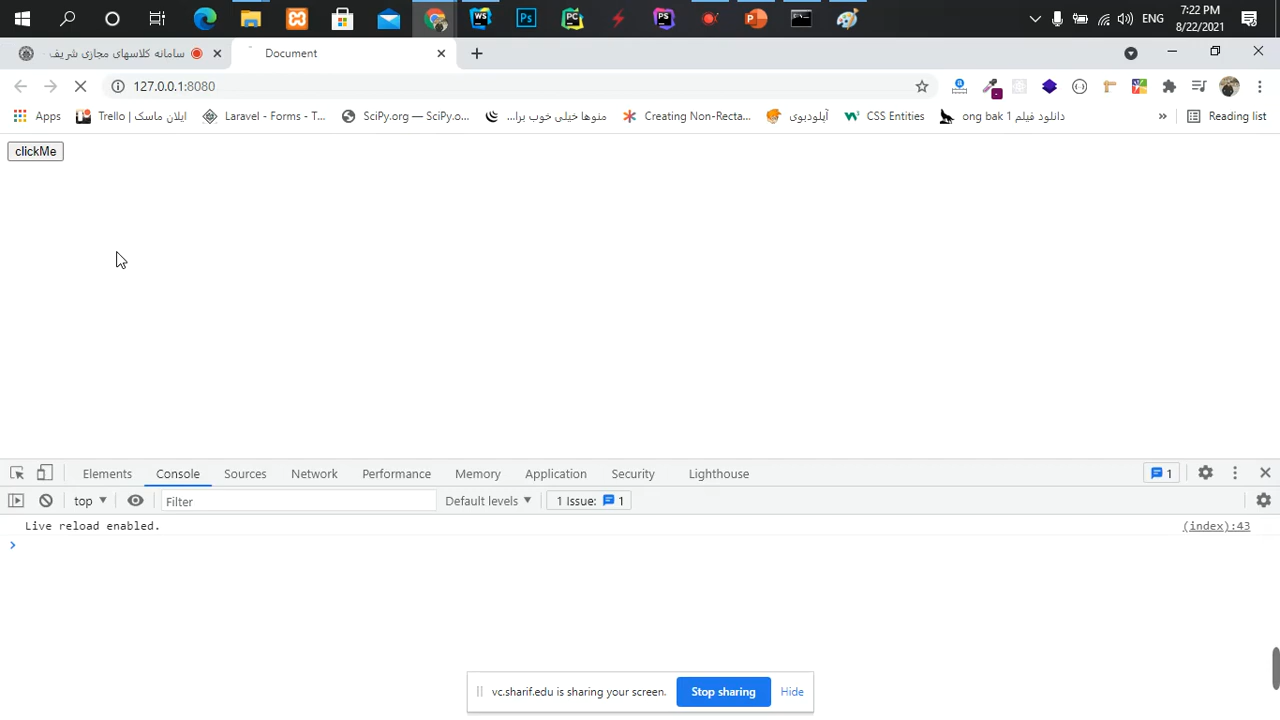 ENG
7:22 PM
8/22/2021
سامانه کلاسهای مجازی شریف
Document
127.0.0.1:8080
Apps
Trello | ایلان ماسک
Laravel - Forms - T...
SciPy.org — SciPy.o...
منوها خیلی خوب برا...
Creating Non-Recta...
آپلودبوی
CSS Entities
دانلود فیلم ong bak 1
»
Reading list
clickMe
Elements
Console
Sources
Network
Performance
Memory
Application
Security
Lighthouse
1
top
Filter
Default levels
1 Issue: 1
Live reload enabled.
(index):43
>
vc.sharif.edu is sharing your screen.
Stop sharing
Hide